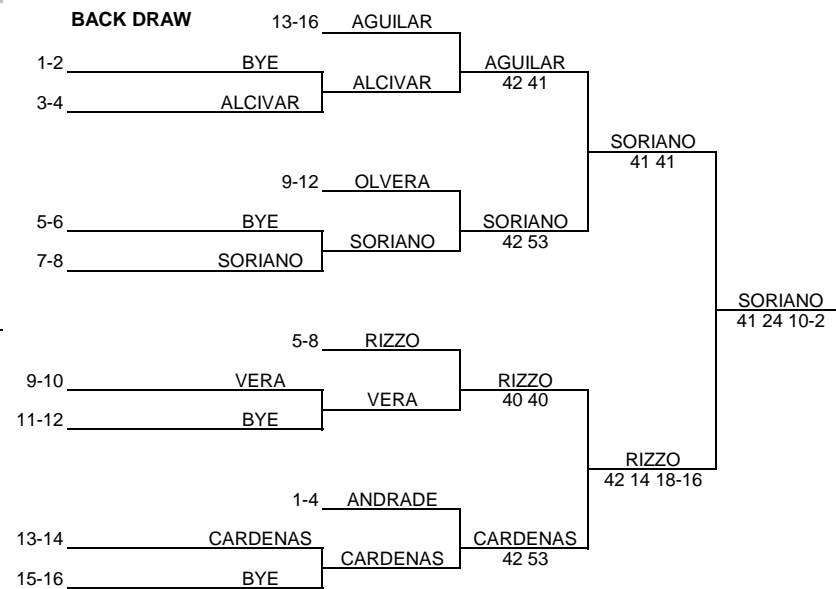 BACK DRAW
13-16 AGUILAR
1-2 BYE AGUILAR
ALCIVAR 42 41
3-4 ALCIVAR
SORIANO
41 41
9-12 OLVERA
5-6 BYE SORIANO
SORIANO 42 53
7-8 SORIANO
SORIANO
41 24 10-2
5-8 RIZZO
9-10 VERA RIZZO
VERA 40 40
11-12 BYE
RIZZO
42 14 18-16
1-4 ANDRADE
13-14 CARDENAS CARDENAS
CARDENAS 42 53
15-16 BYE